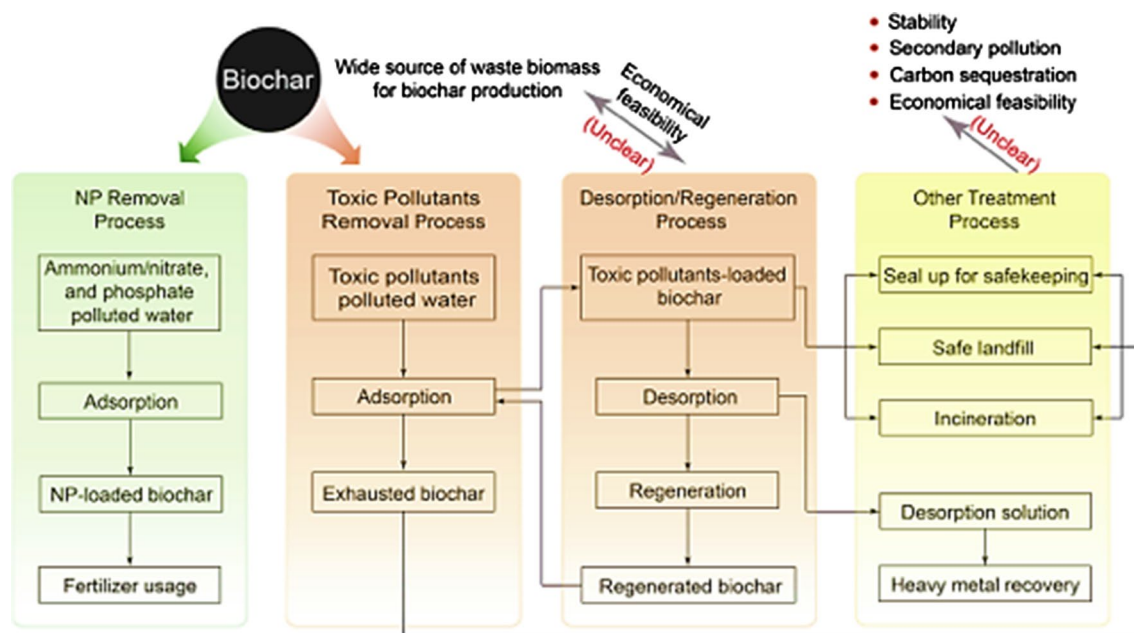 Biochar
Wide source of waste biomass
for biochar production
Economical
feasibility
(Unclear)
• Stability
• Secondary pollution
• Carbon sequestration
• Economical feasibility
(Unclear)
NP Removal
Process
Ammonium/nitrate,
and phosphate
polluted water
Adsorption
NP-loaded biochar
Fertilizer usage
Toxic Pollutants
Removal Process
Toxic pollutants
polluted water
Adsorption
Exhausted biochar
Desorption/Regeneration
Process
Toxic pollutants-loaded
biochar
Desorption
Regeneration
Regenerated biochar
Other Treatment
Process
Seal up for safekeeping
Safe landfill
Incineration
Desorption solution
Heavy metal recovery